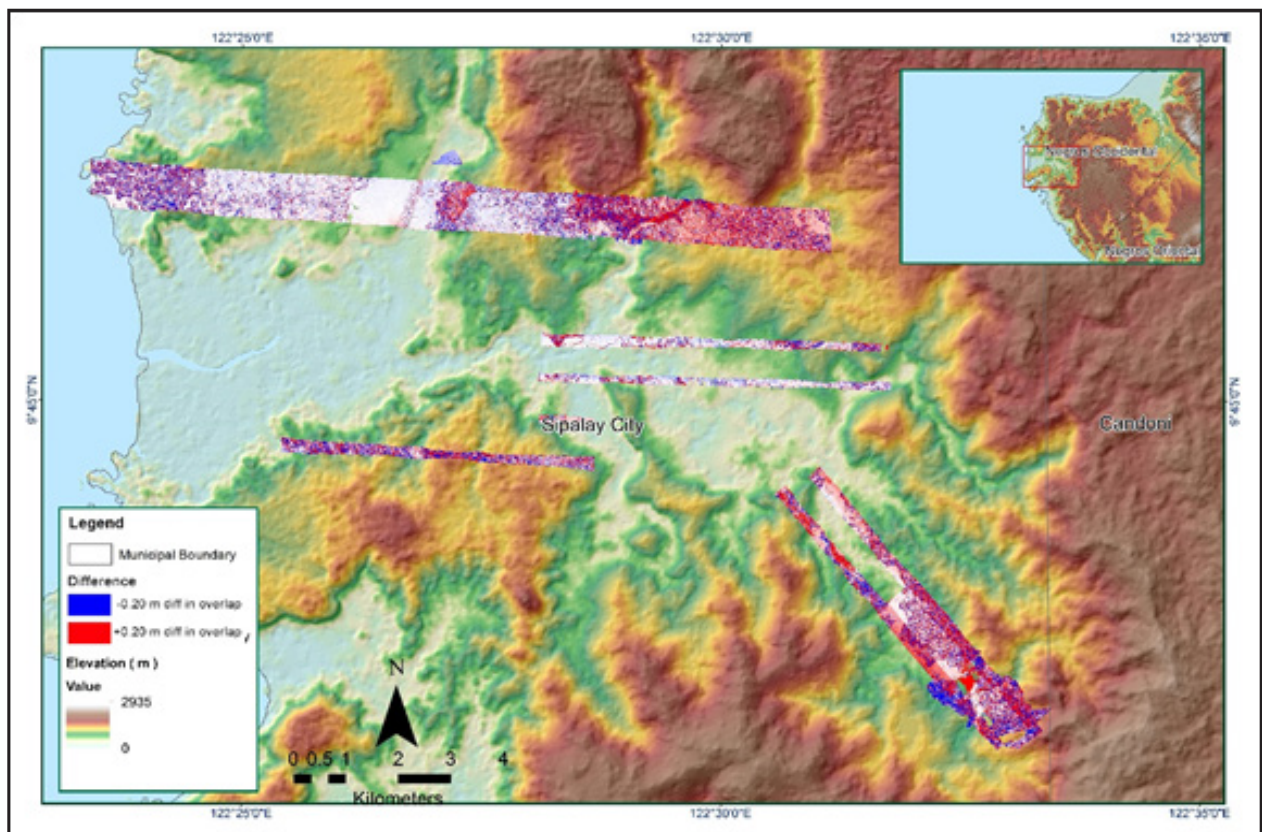 122°25'0"E 122°30'0"E 122°35'0"E
Negros Occidental
Negros Oriental
9°45'0"N 9°45'0"N
Sipalay City
Candoni
Legend
Municipal Boundary
Difference
-0.20 m diff in overlap
+0.20 m diff in overlap
Elevation ( m )
Value
2935
0
N
0 0.5 1 2 3 4
Kilometers
122°25'0"E 122°30'0"E 122°35'0"E